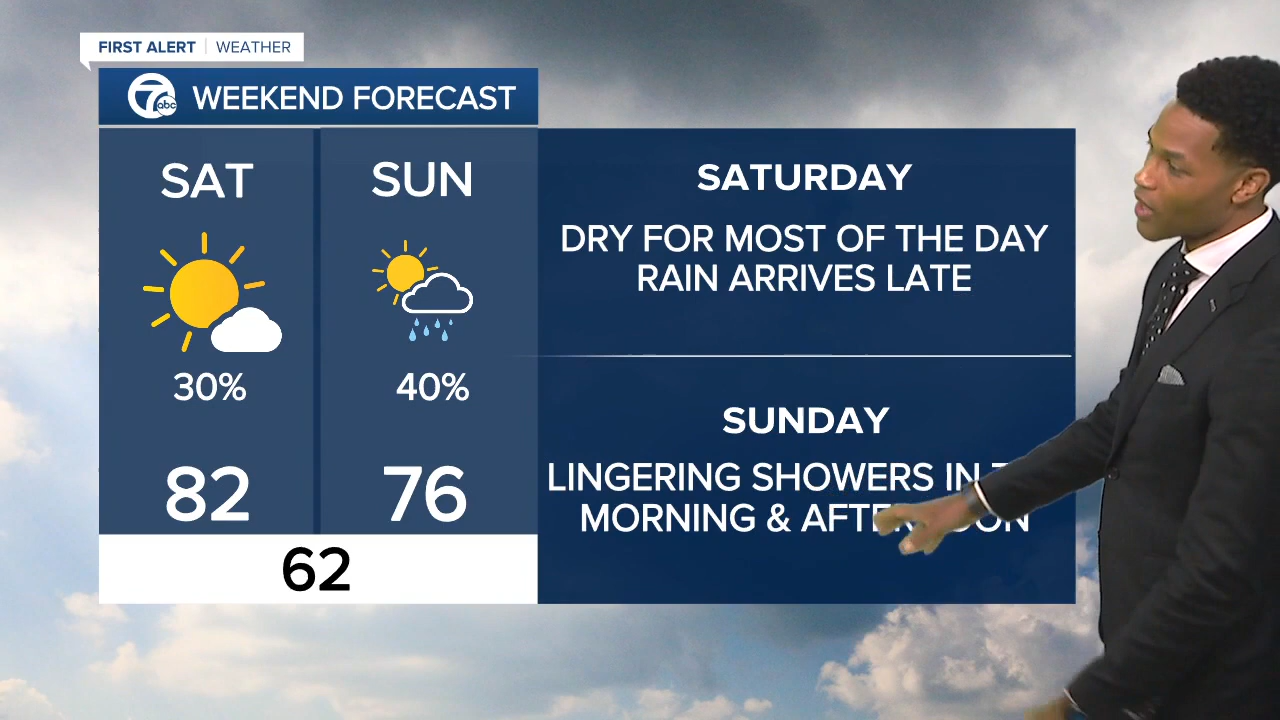 FIRST ALERT | WEATHER
7 abc WEEKEND FORECAST
SAT
SUN
30%
40%
82
76
62
SATURDAY
DRY FOR MOST OF THE DAY
RAIN ARRIVES LATE
SUNDAY
LINGERING SHOWERS IN
MORNING &